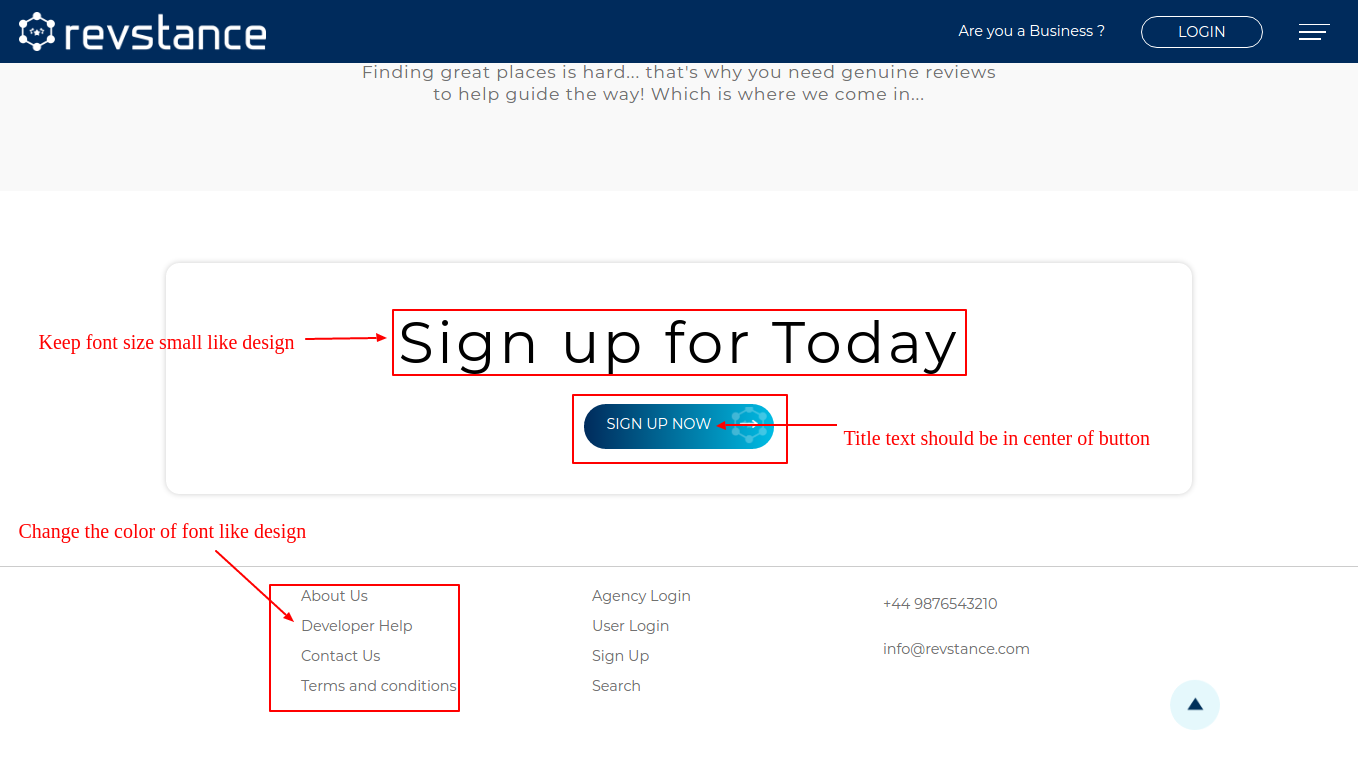 revstance
Are you a Business ?
LOGIN
Finding great places is hard... that's why you need genuine reviews
to help guide the way! Which is where we come in...
Keep font size small like design
Sign up for Today
SIGN UP NOW
Title text should be in center of button
Change the color of font like design
About Us
Developer Help
Contact Us
Terms and conditions
Agency Login
User Login
Sign Up
Search
+44 9876543210
info@revstance.com